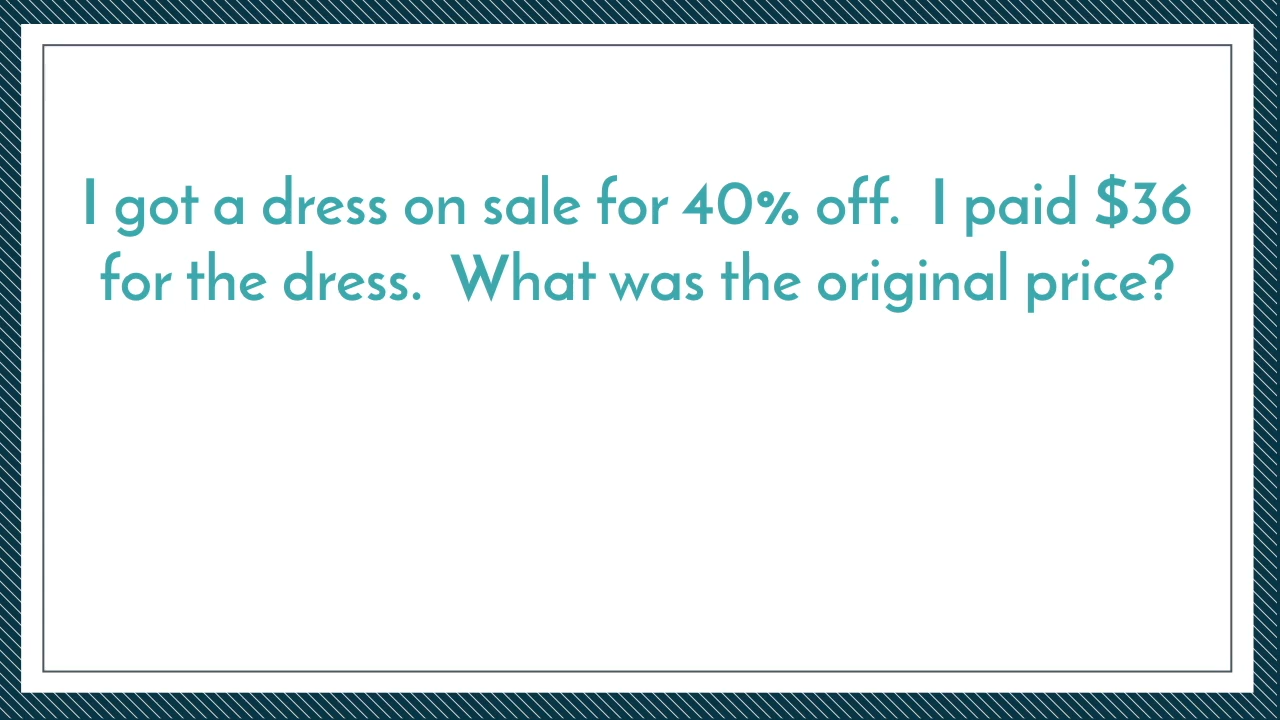 I got a dress on sale for 40% off.  I paid $36
for the dress.  What was the original price?